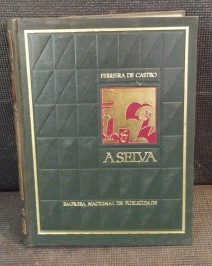 FERREIRA DE CASTRO
A SELVA
EMPRESA NACIONAL DE PUBLICIDADE